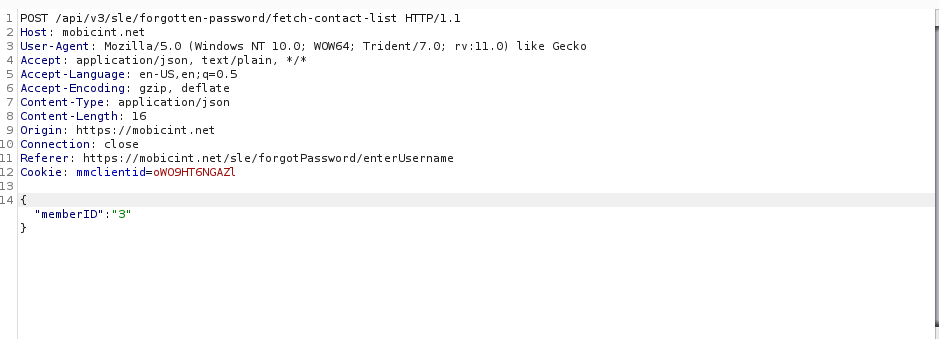 1 POST /api/v3/sle/forgotten-password/fetch-contact-list HTTP/1.1
2 Host: mobicint.net
3 User-Agent: Mozilla/5.0 (Windows NT 10.0; WOW64; Trident/7.0; rv:11.0) like Gecko
4 Accept: application/json, text/plain, */*
5 Accept-Language: en-US,en;q=0.5
6 Accept-Encoding: gzip, deflate
7 Content-Type: application/json
8 Content-Length: 16
9 Origin: https://mobicint.net
10 Connection: close
11 Referer: https://mobicint.net/sle/forgotPassword/enterUsername
12 Cookie: mmclientid=oWO9HT6NGAZl
13
14 {
"memberID":"3"
}